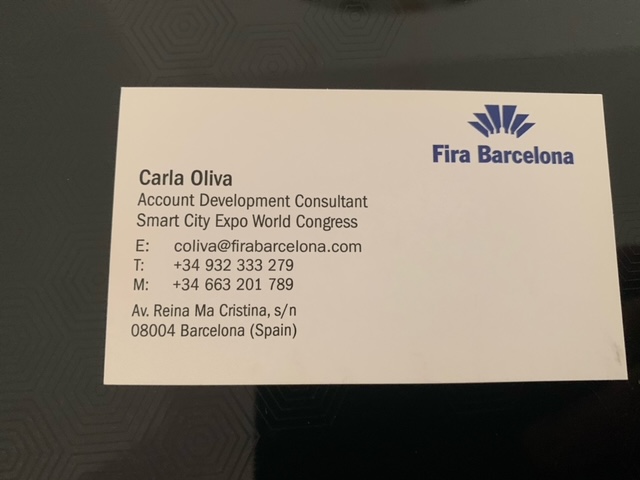 Fira Barcelona
Carla Oliva
Account Development Consultant
Smart City Expo World Congress
E: coliva@firabarcelona.com
T: +34 932 333 279
M: +34 663 201 789
Av. Reina Ma Cristina, s/n
08004 Barcelona (Spain)